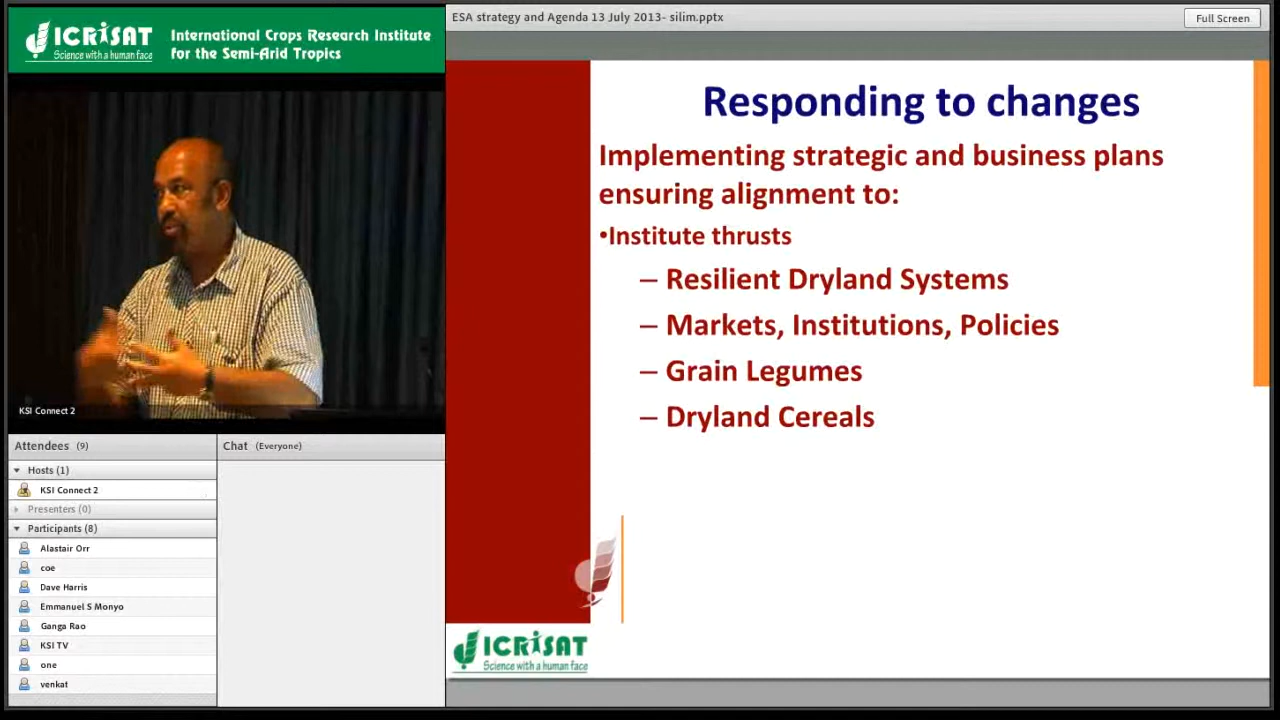 ICRISAT
Science with a human face
International Crops Research Institute
for the Semi-Arid Tropics
KSI Connect 2
Attendees (9)
Hosts (1)
KSI Connect 2
Presenters (0)
Participants (8)
Alastair Orr
coe
Dave Harris
Emmanuel S Monyo
Ganga Rao
KSI TV
one
venkat
Chat (Everyone)
ESA strategy and Agenda 13 July 2013- silim.pptx
Full Screen
Responding to changes
Implementing strategic and business plans
ensuring alignment to:
•Institute thrusts
– Resilient Dryland Systems
– Markets, Institutions, Policies
– Grain Legumes
– Dryland Cereals
ICRISAT
Science with a human face